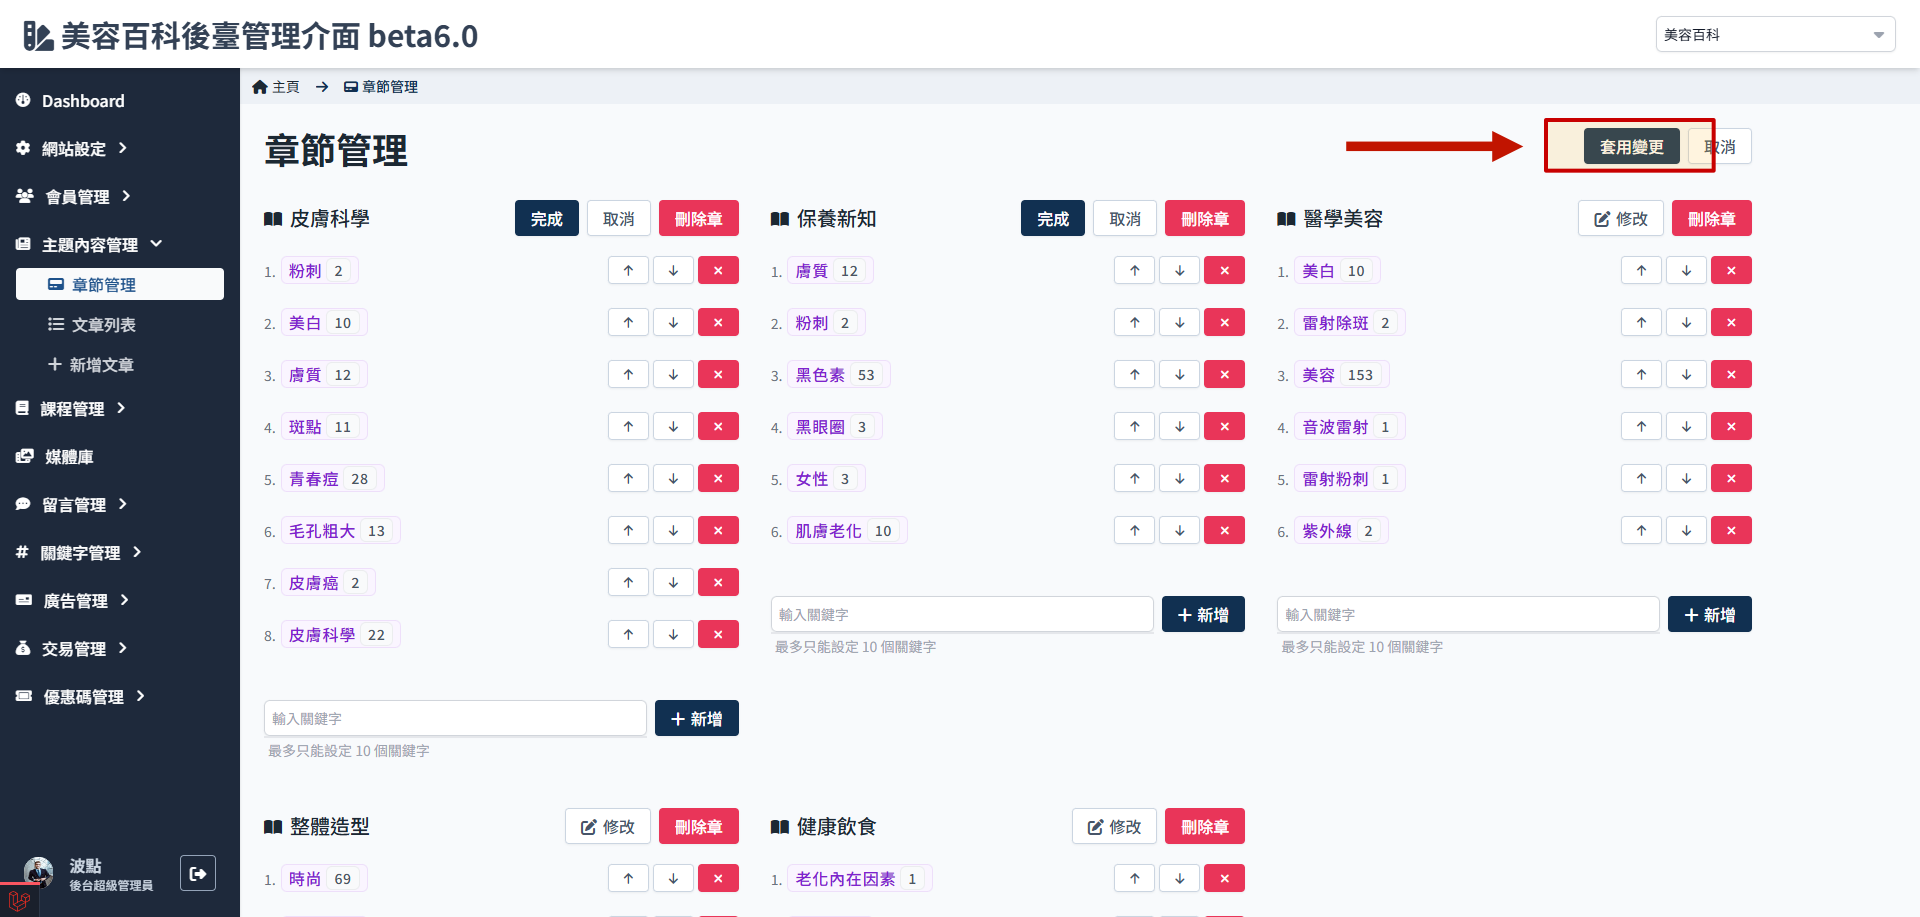 美容百科後臺管理介面 beta6.0
美容百科
Dashboard
網站設定
會員管理
主題內容管理
章節管理
文章列表
新增文章
課程管理
媒體庫
留言管理
關鍵字管理
廣告管理
交易管理
優惠碼管理
波點
後台超級管理員
主頁 → 章節管理
章節管理
套用變更 取消
皮膚科學 完成 取消 刪除章
1. 粉刺 2
2. 美白 10
3. 膚質 12
4. 斑點 11
5. 青春痘 28
6. 毛孔粗大 13
7. 皮膚癌 2
8. 皮膚科學 22
輸入關鍵字 新增
最多只能設定 10 個關鍵字
保養新知 完成 取消 刪除章
1. 膚質 12
2. 粉刺 2
3. 黑色素 53
4. 黑眼圈 3
5. 女性 3
6. 肌膚老化 10
輸入關鍵字 新增
最多只能設定 10 個關鍵字
醫學美容 修改 刪除章
1. 美白 10
2. 雷射除斑 2
3. 美容 153
4. 音波雷射 1
5. 雷射粉刺 1
6. 紫外線 2
輸入關鍵字 新增
最多只能設定 10 個關鍵字
整體造型 修改 刪除章
1. 時尚 69
健康飲食 修改 刪除章
1. 老化內在因素 1